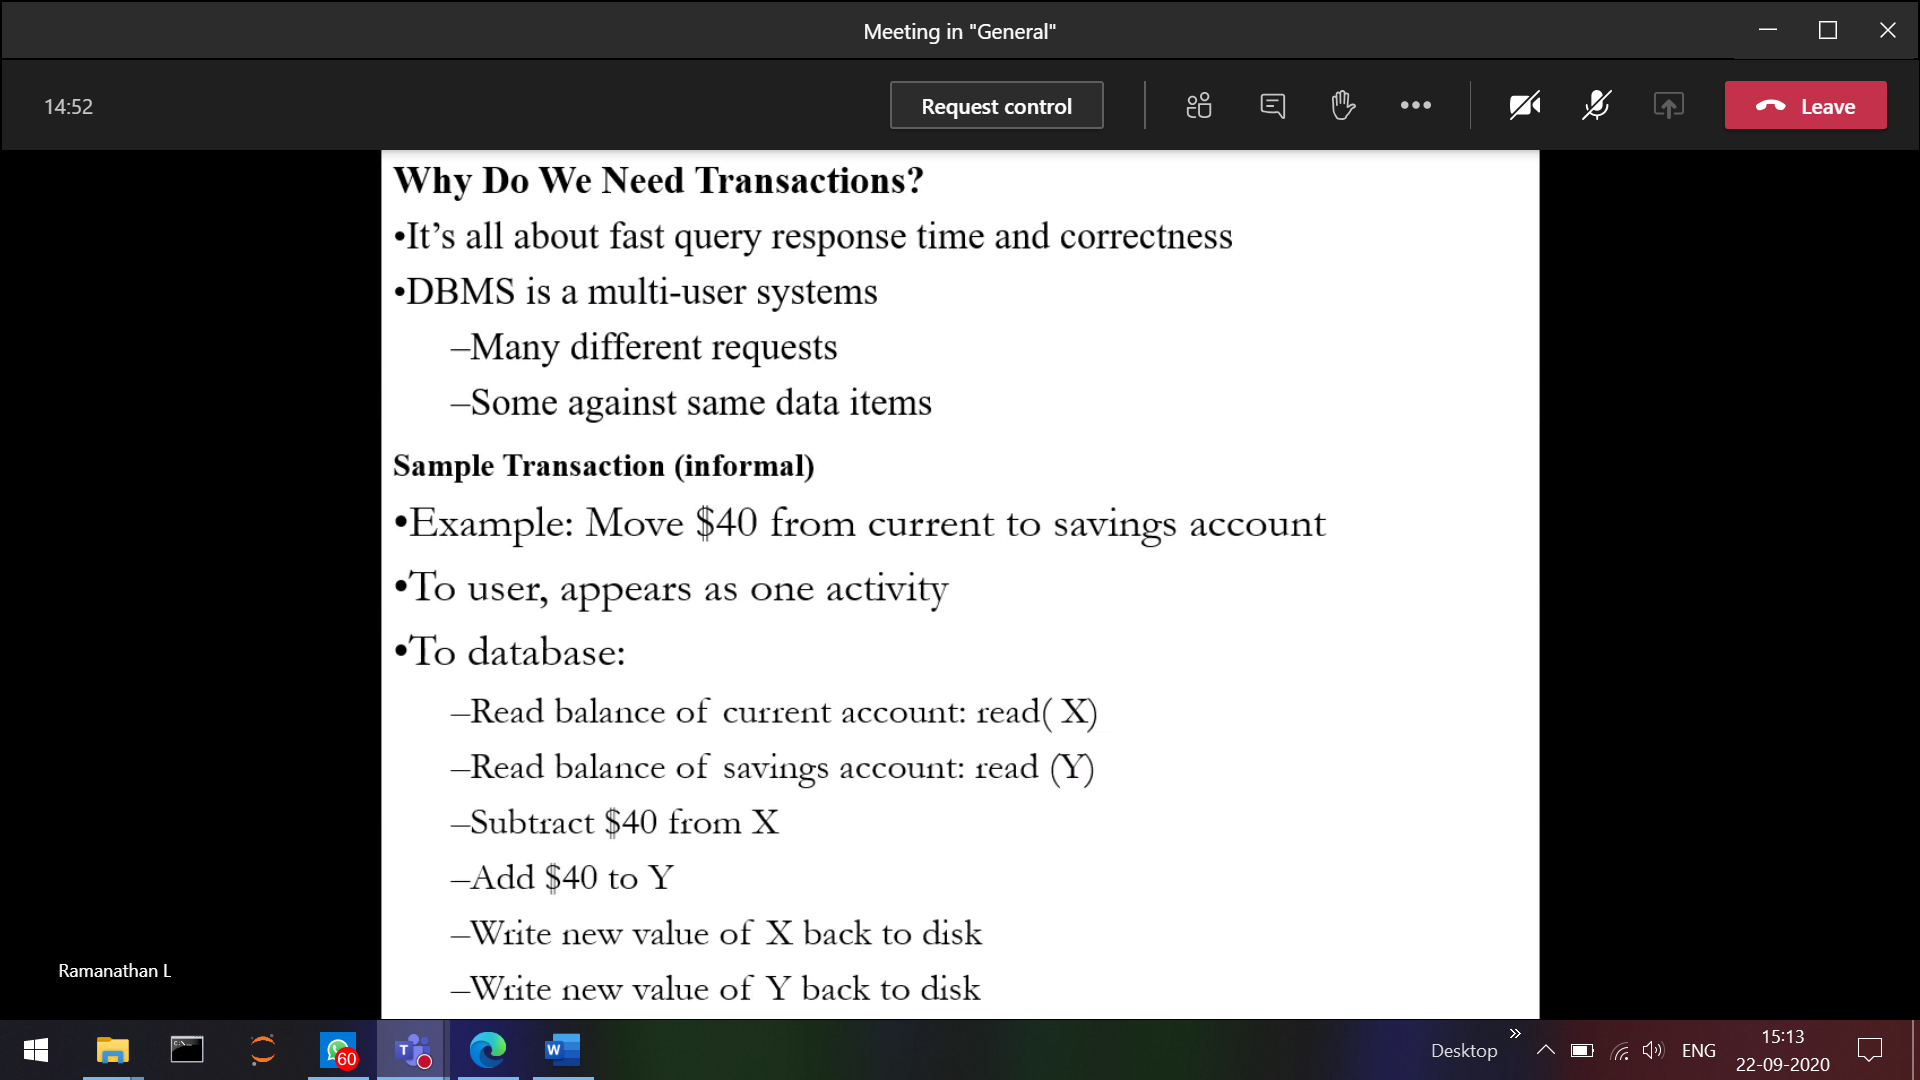 Meeting in "General"
14:52
Request control
Leave
Why Do We Need Transactions?
•It’s all about fast query response time and correctness
•DBMS is a multi-user systems
–Many different requests
–Some against same data items
Sample Transaction (informal)
•Example: Move $40 from current to savings account
•To user, appears as one activity
•To database:
–Read balance of current account: read( X)
–Read balance of savings account: read (Y)
–Subtract $40 from X
–Add $40 to Y
–Write new value of X back to disk
–Write new value of Y back to disk
Ramanathan L
60
T
W
Desktop
ENG
15:13
22-09-2020